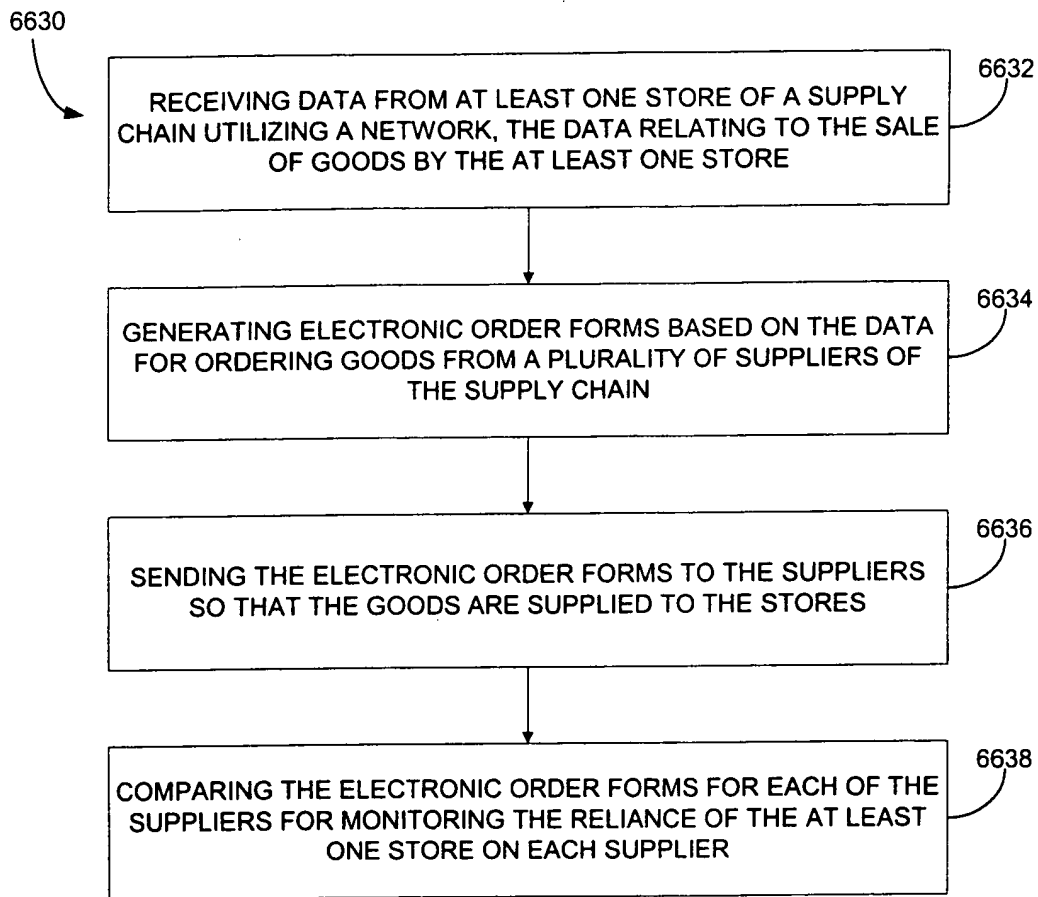 6630
6632
RECEIVING DATA FROM AT LEAST ONE STORE OF A SUPPLY
CHAIN UTILIZING A NETWORK, THE DATA RELATING TO THE SALE
OF GOODS BY THE AT LEAST ONE STORE
6634
GENERATING ELECTRONIC ORDER FORMS BASED ON THE DATA
FOR ORDERING GOODS FROM A PLURALITY OF SUPPLIERS OF
THE SUPPLY CHAIN
6636
SENDING THE ELECTRONIC ORDER FORMS TO THE SUPPLIERS
SO THAT THE GOODS ARE SUPPLIED TO THE STORES
6638
COMPARING THE ELECTRONIC ORDER FORMS FOR EACH OF THE
SUPPLIERS FOR MONITORING THE RELIANCE OF THE AT LEAST
ONE STORE ON EACH SUPPLIER